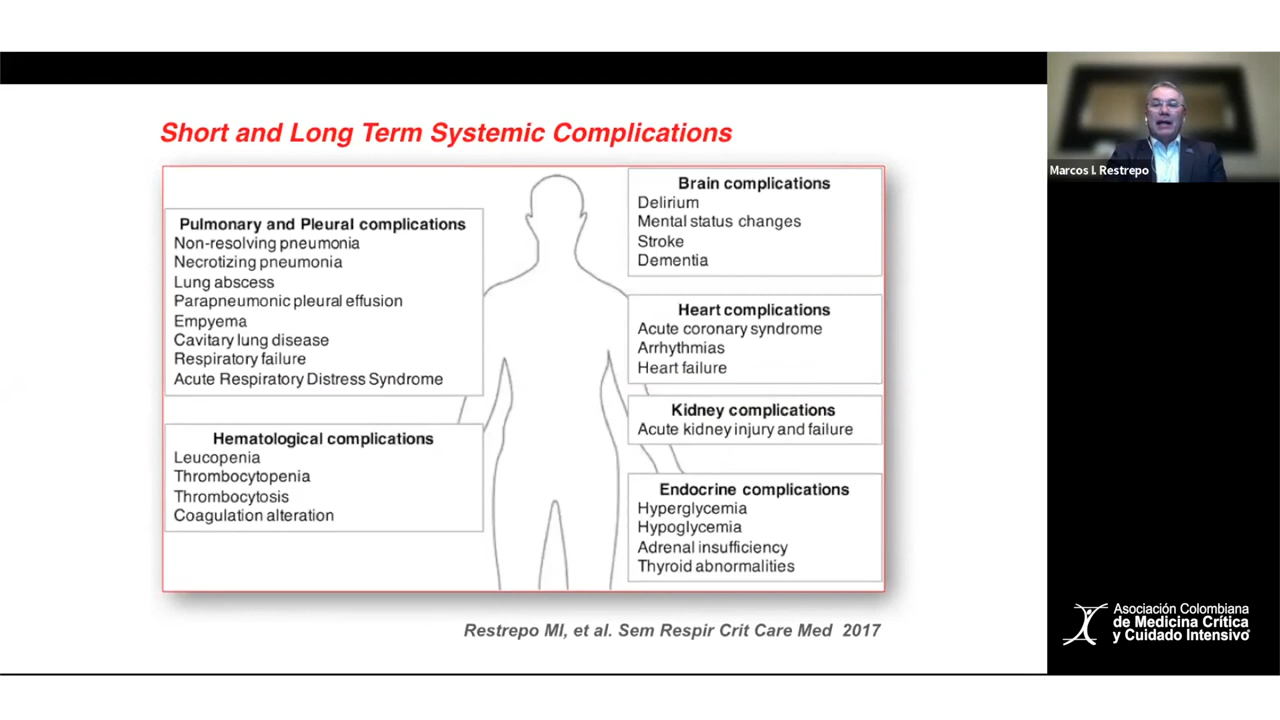 Short and Long Term Systemic Complications
Pulmonary and Pleural complications
Non-resolving pneumonia
Necrotizing pneumonia
Lung abscess
Parapneumonic pleural effusion
Empyema
Cavitary lung disease
Respiratory failure
Acute Respiratory Distress Syndrome
Hematological complications
Leucopenia
Thrombocytopenia
Thrombocytosis
Coagulation alteration
Brain complications
Delirium
Mental status changes
Stroke
Dementia
Heart complications
Acute coronary syndrome
Arrhythmias
Heart failure
Kidney complications
Acute kidney injury and failure
Endocrine complications
Hyperglycemia
Hypoglycemia
Adrenal insufficiency
Thyroid abnormalities
Restrepo MI, et al. Sem Respir Crit Care Med 2017
Marcos I. Restrepo
Asociación Colombiana
de Medicina Crítica
y Cuidado Intensivo®